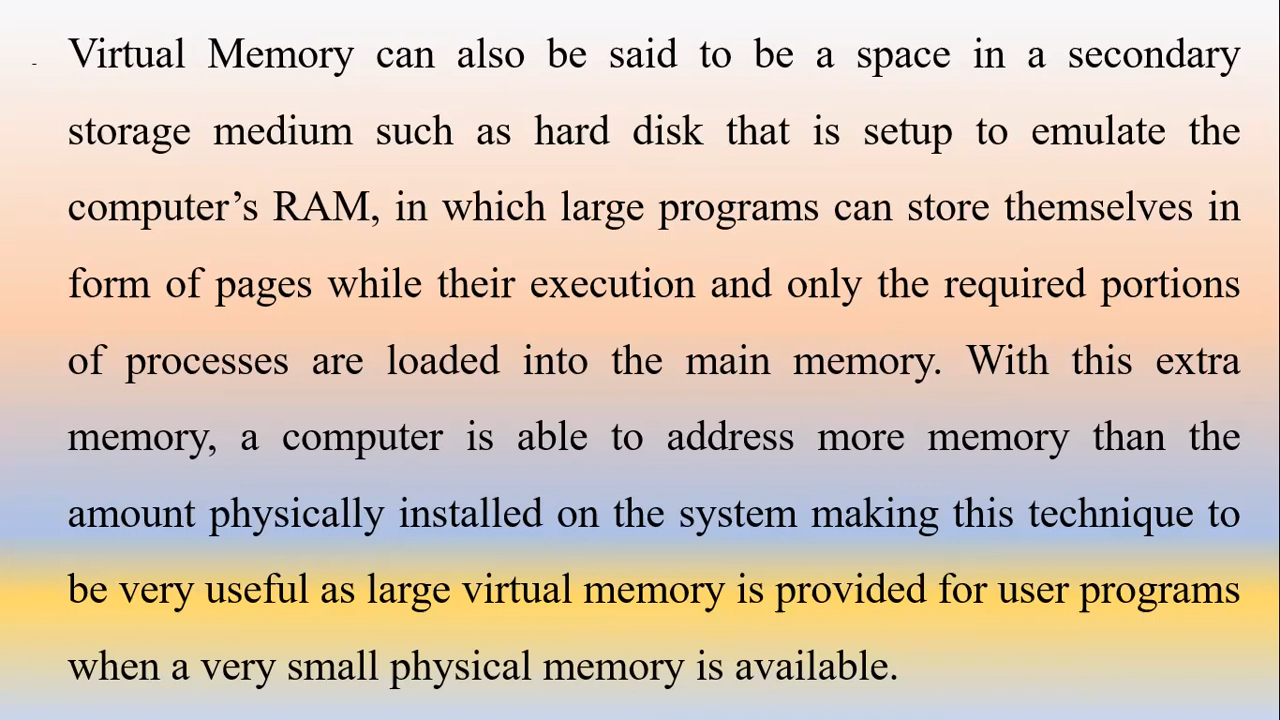 Virtual Memory can also be said to be a space in a secondary
storage medium such as hard disk that is setup to emulate the
computer’s RAM, in which large programs can store themselves in
form of pages while their execution and only the required portions
of processes are loaded into the main memory. With this extra
memory, a computer is able to address more memory than the
amount physically installed on the system making this technique to
be very useful as large virtual memory is provided for user programs
when a very small physical memory is available.